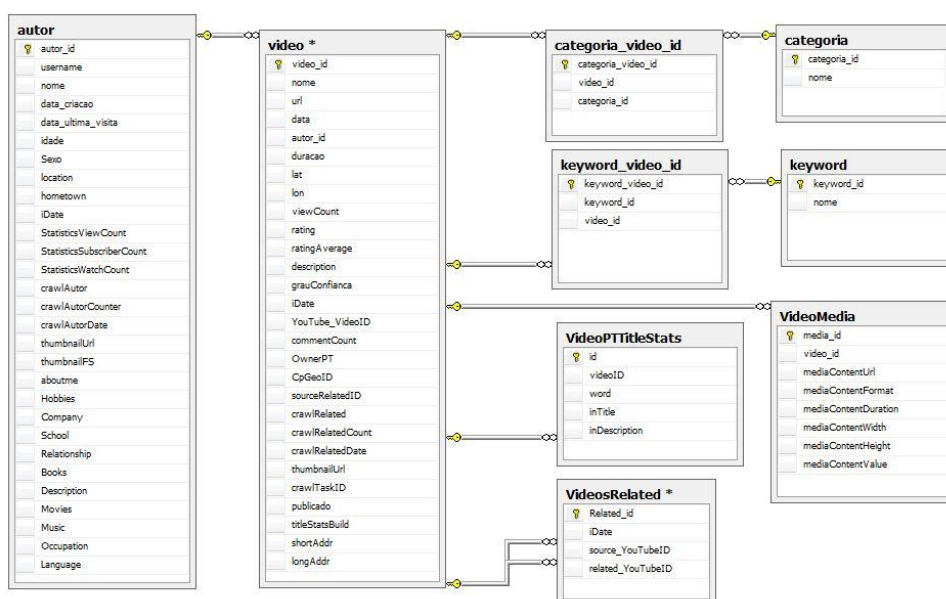 autor
autor_id
username
nome
data_criacao
data_ultima_visita
idade
Sexo
location
hometown
iDate
StatisticsViewCount
StatisticsSubscriberCount
StatisticsWatchCount
crawlAutor
crawlAutorCounter
crawlAutorDate
thumbnailUrl
thumbnailFS
aboutme
Hobbies
Company
School
Relationship
Books
Description
Movies
Music
Occupation
Language
video *
video_id
nome
url
data
autor_id
duracao
lat
lon
viewCount
rating
ratingAverage
description
grauConfianca
iDate
YouTube_VideoID
commentCount
OwnerPT
CpGeoID
sourceRelatedID
crawlRelated
crawlRelatedCount
crawlRelatedDate
thumbnailUrl
crawlTaskID
publicado
titleStatsBuild
shortAddr
longAddr
categoria_video_id
categoria_video_id
video_id
categoria_id
categoria
categoria_id
nome
keyword_video_id
keyword_video_id
keyword_id
video_id
keyword
keyword_id
nome
VideoPTTitleStats
id
videoID
word
inTitle
inDescription
VideoMedia
media_id
video_id
mediaContentUrl
mediaContentFormat
mediaContentDuration
mediaContentWidth
mediaContentHeight
mediaContentValue
VideosRelated *
Related_id
iDate
source_YouTubeID
related_YouTubeID